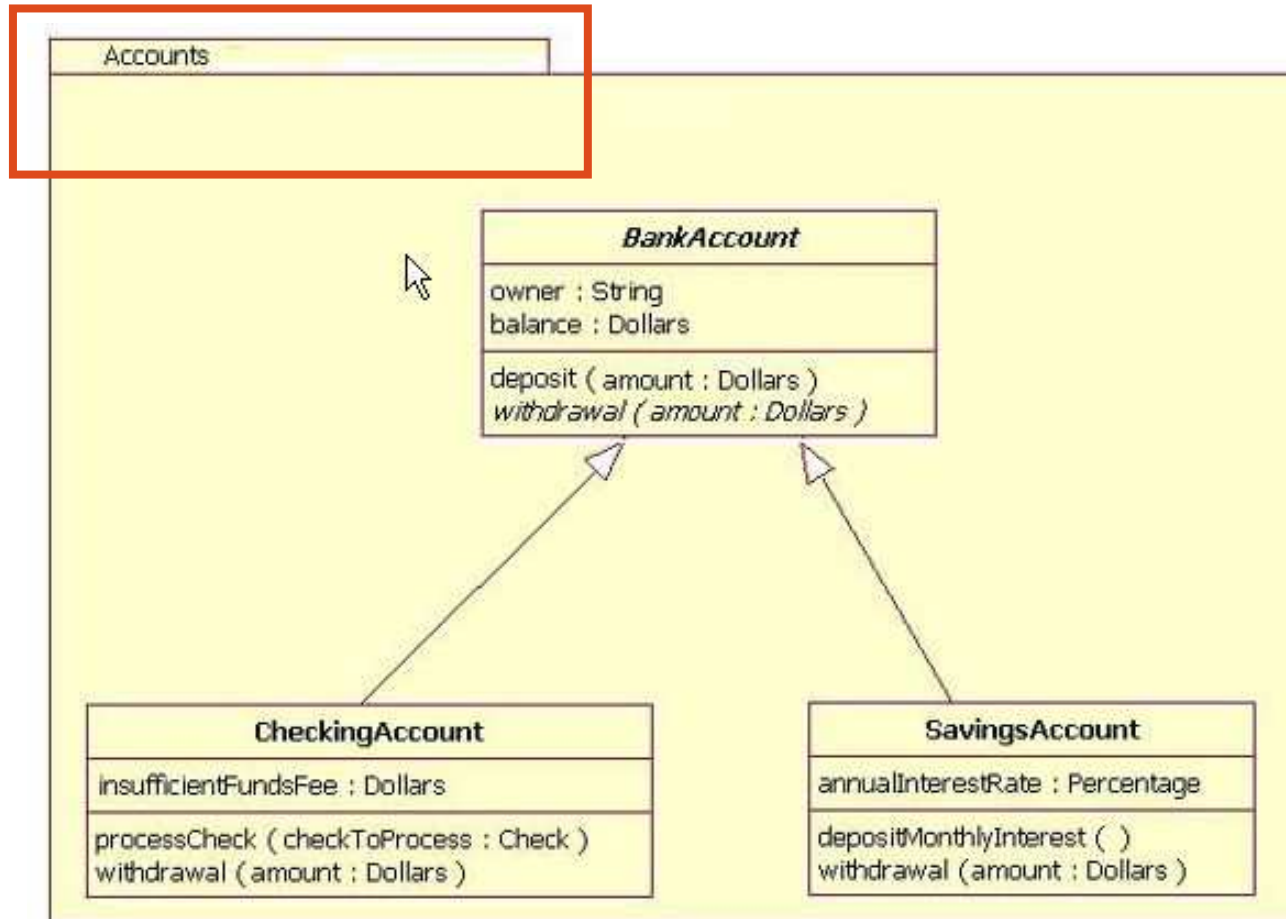 Accounts
BankAccount
owner : String
balance : Dollars
deposit ( amount : Dollars )
withdrawal ( amount : Dollars )
CheckingAccount
insufficientFundsFee : Dollars
processCheck ( checkToProcess : Check )
withdrawal ( amount : Dollars )
SavingsAccount
annualInterestRate : Percentage
depositMonthlyInterest ( )
withdrawal ( amount : Dollars )